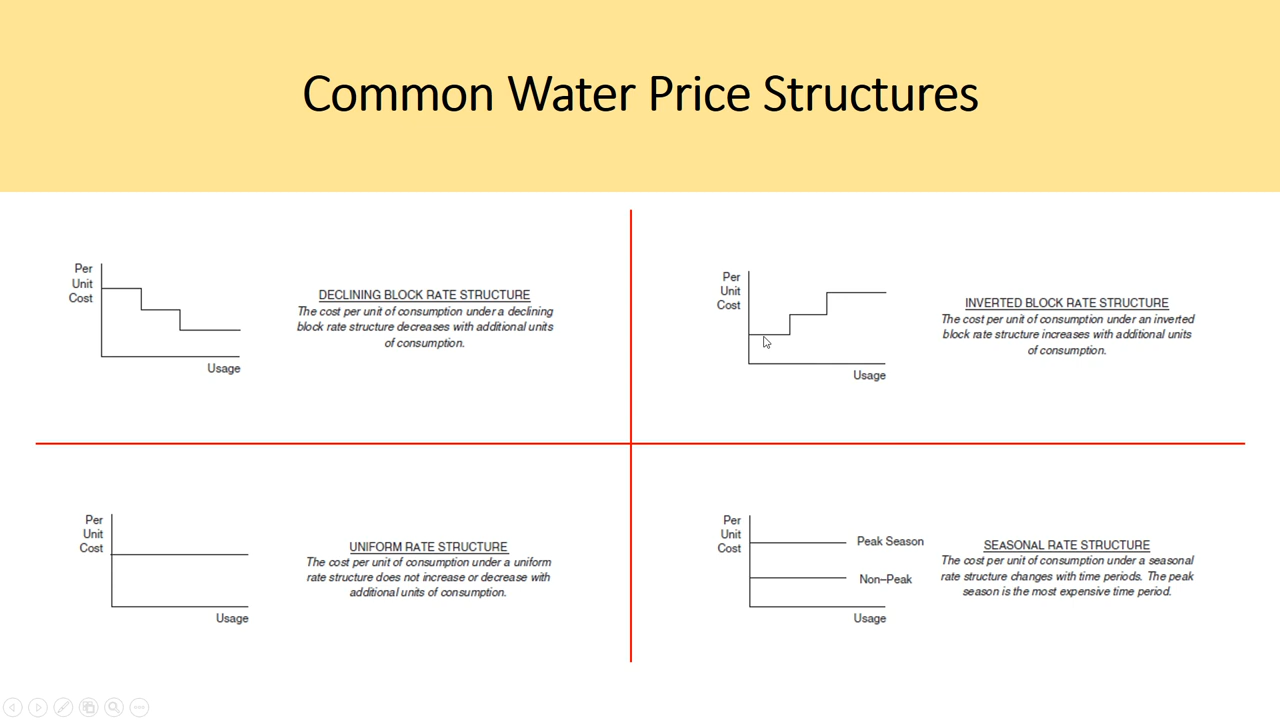 Common Water Price Structures
Per
Unit
Cost
Usage
DECLINING BLOCK RATE STRUCTURE
The cost per unit of consumption under a declining
block rate structure decreases with additional units
of consumption.
Per
Unit
Cost
Usage
INVERTED BLOCK RATE STRUCTURE
The cost per unit of consumption under an inverted
block rate structure increases with additional units
of consumption.
Per
Unit
Cost
Usage
UNIFORM RATE STRUCTURE
The cost per unit of consumption under a uniform
rate structure does not increase or decrease with
additional units of consumption.
Per
Unit
Cost
Peak Season
Non–Peak
Usage
SEASONAL RATE STRUCTURE
The cost per unit of consumption under a seasonal
rate structure changes with time periods. The peak
season is the most expensive time period.